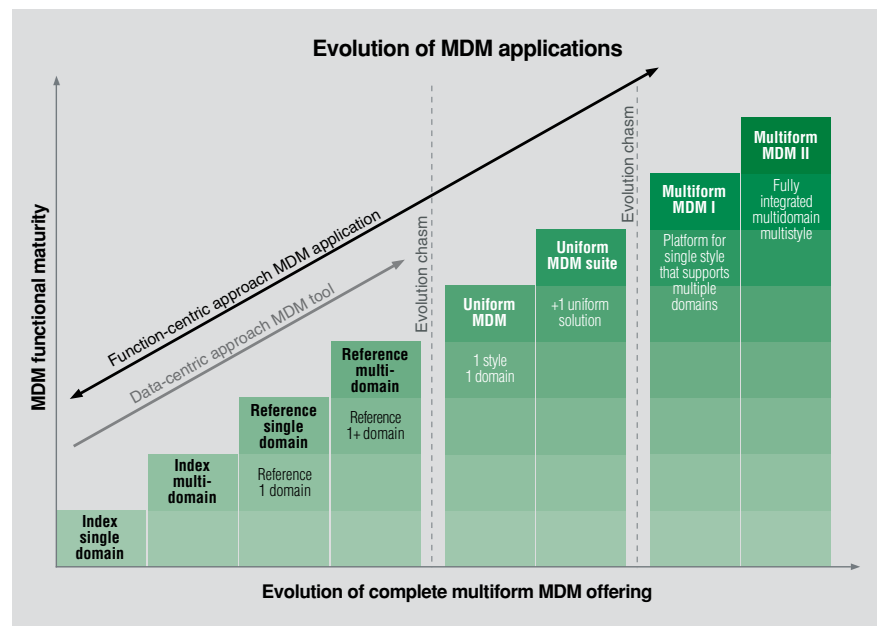 Evolution of MDM applications
MDM functional maturity
Function-centric approach MDM application
Data-centric approach MDM tool
Evolution chasm
Evolution chasm
Index
single
domain
Index
multi-
domain
Reference
single
domain
Reference
1 domain
Reference
multi-
domain
Reference
1+ domain
Uniform
MDM
1 style
1 domain
Uniform
MDM suite
+1 uniform
solution
Multiform
MDM I
Platform for
single style
that supports
multiple
domains
Multiform
MDM II
Fully
integrated
multidomain
multistyle
Evolution of complete multiform MDM offering